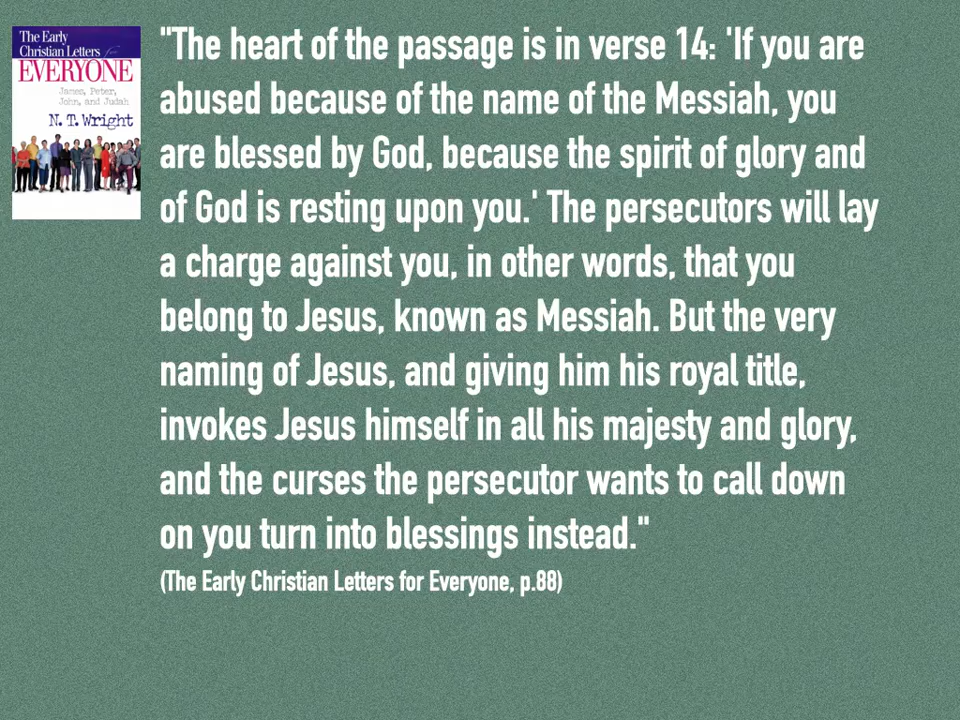 The Early
Christian Letters for
EVERYONE
James, Peter,
John, and Judah
N. T. Wright
"The heart of the passage is in verse 14: 'If you are
abused because of the name of the Messiah, you
are blessed by God, because the spirit of glory and
of God is resting upon you.' The persecutors will lay
a charge against you, in other words, that you
belong to Jesus, known as Messiah. But the very
naming of Jesus, and giving him his royal title,
invokes Jesus himself in all his majesty and glory,
and the curses the persecutor wants to call down
on you turn into blessings instead."
(The Early Christian Letters for Everyone, p.88)